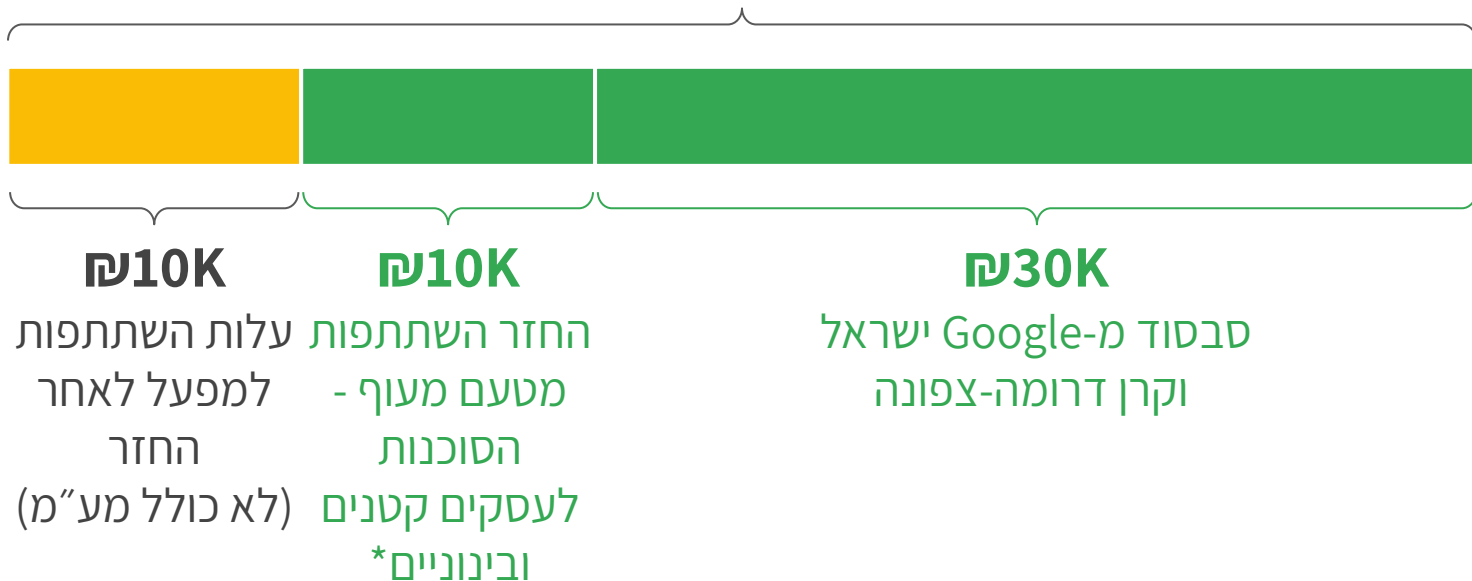 ₪30K
סבסוד מ-Google ישראל
וקרן דרומה-צפונה
₪10K
החזר השתתפות
מטעם מעוף -
הסוכנות
לעסקים קטנים
ובינוניים*
₪10K
עלות השתתפות
למפעל לאחר
החזר
(לא כולל מע״מ)